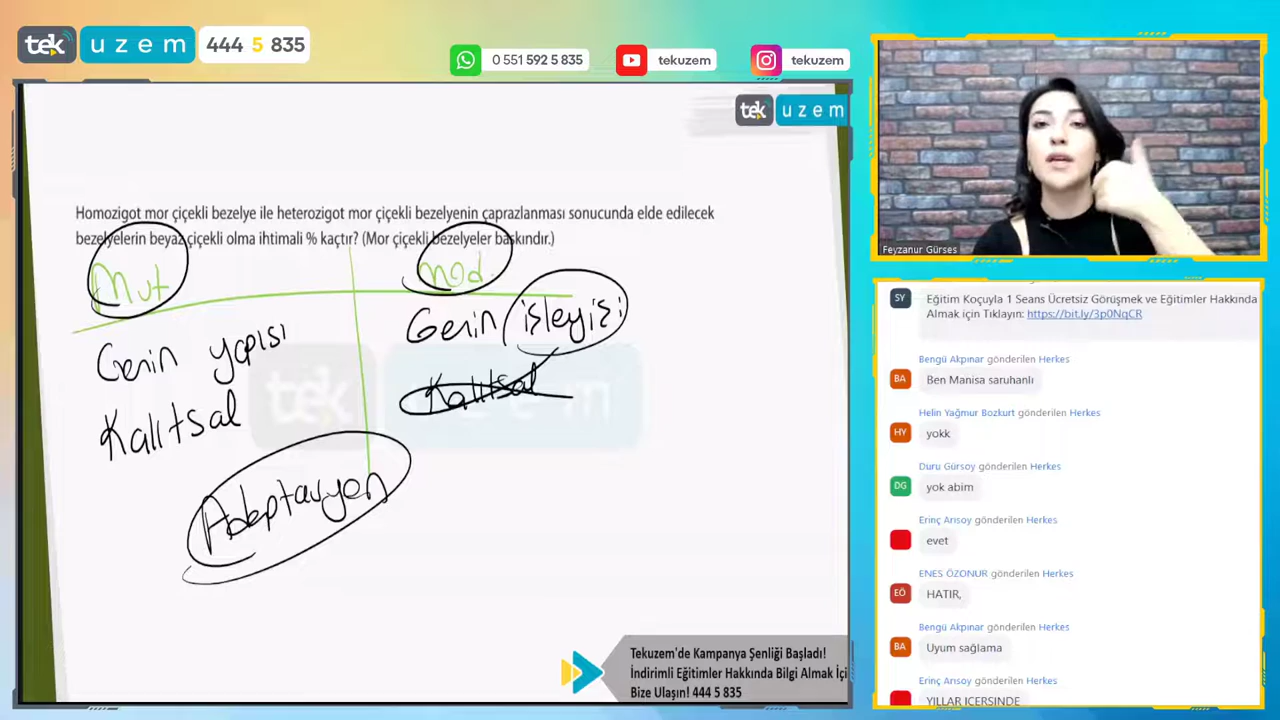 tek uzem 444 5 835
0 551 592 5 835
tekuzem
tekuzem
tek uzem
Homozigot mor çiçekli bezelye ile heterozigot mor çiçekli bezelyenin çaprazlanması sonucunda elde edilecek
bezelyelerin beyaz çiçekli olma ihtimali % kaçtır? (Mor çiçekli bezelyeler baskındır.)
Mut
mod.
Genin yapısı
Kalıtsal
Genin işleyişi
Kalıtsal
Adaptasyon
tek uzem
Tekuzem'de Kampanya Şenliği Başladı!
İndirimli Eğitimler Hakkında Bilgi Almak İçi
Bize Ulaşın! 444 5 835
Feyzanur Gürses
SY
Eğitim Koçuyla 1 Seans Ücretsiz Görüşmek ve Eğitimler Hakkında
Almak için Tıklayın: https://bit.ly/3p0NqCR
Bengü Akpınar gönderilen Herkes
BA
Ben Manisa saruhanlı
Helin Yağmur Bozkurt gönderilen Herkes
HY
yokk
Duru Gürsoy gönderilen Herkes
DG
yok abim
Erinç Arısoy gönderilen Herkes
evet
ENES ÖZONUR gönderilen Herkes
EÖ
HATIR,
Bengü Akpınar gönderilen Herkes
BA
Uyum sağlama
Erinç Arısoy gönderilen Herkes
YILLAR ICERSINDE